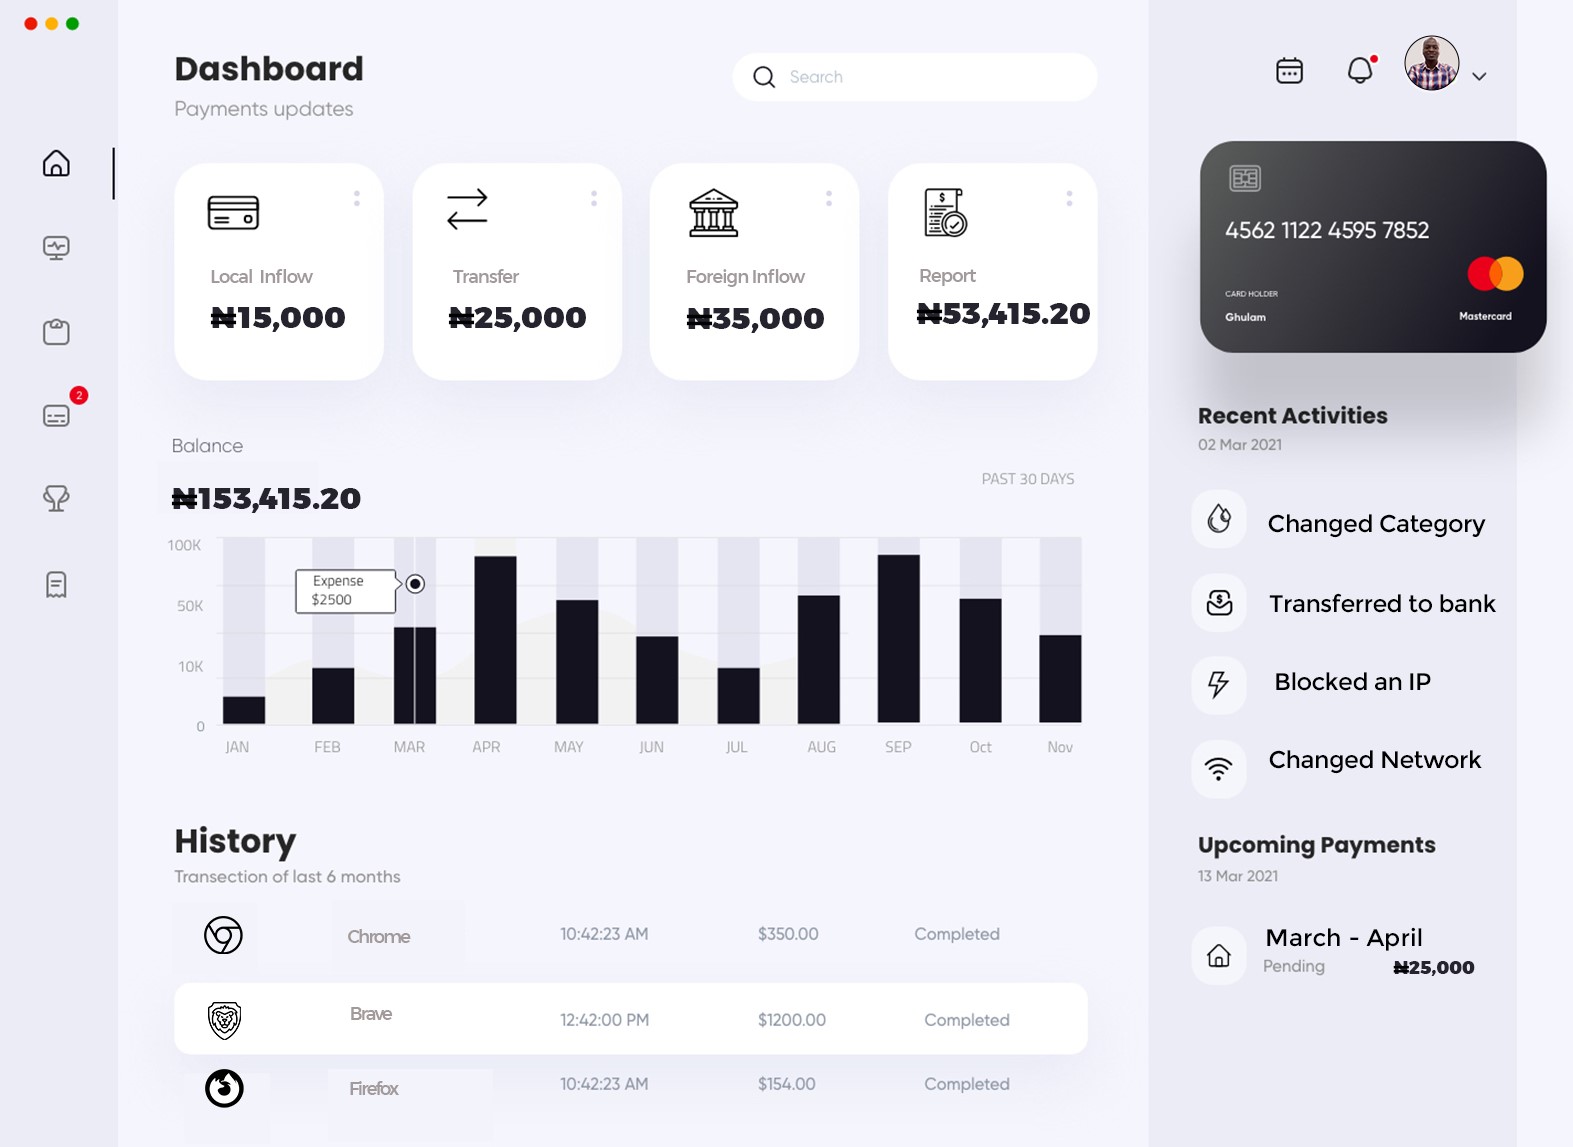 Dashboard
Payments updates
Search
Local Inflow
₦15,000
Transfer
₦25,000
Foreign Inflow
₦35,000
Report
₦53,415.20
Balance
₦153,415.20
PAST 30 DAYS
100K
50K
10K
0
Expense
$2500
JAN FEB MAR APR MAY JUN JUL AUG SEP Oct Nov
History
Transection of last 6 months
Chrome 10:42:23 AM $350.00 Completed
Brave 12:42:00 PM $1200.00 Completed
Firefox 10:42:23 AM $154.00 Completed
2
4562 1122 4595 7852
CARD HOLDER
Ghulam
Mastercard
Recent Activities
02 Mar 2021
Changed Category
Transferred to bank
Blocked an IP
Changed Network
Upcoming Payments
13 Mar 2021
March - April
Pending ₦25,000